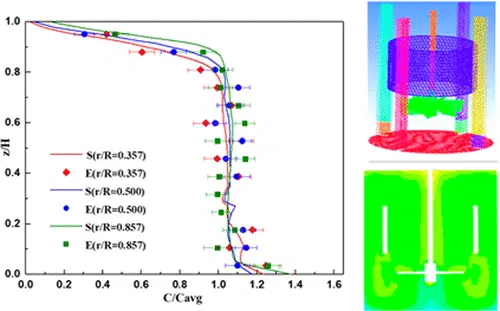 1.0
0.8
0.6
0.4
0.2
0.0
z/H
S(r/R=0.357)
E(r/R=0.357)
S(r/R=0.500)
E(r/R=0.500)
S(r/R=0.857)
E(r/R=0.857)
0.0 0.2 0.4 0.6 0.8 1.0 1.2 1.4 1.6
C/Cavg